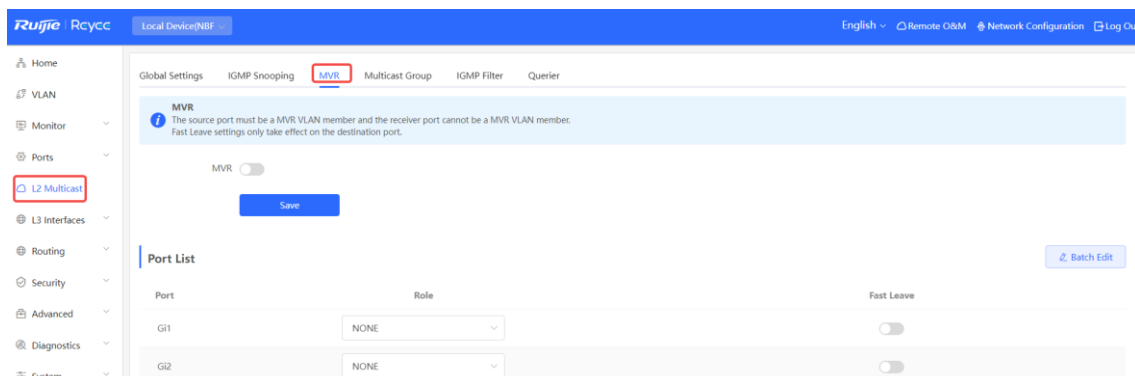 Ruijie Rcycc Local Device(NBF English Remote O&M Network Configuration Log Ou
Home
VLAN
Monitor
Ports
L2 Multicast
L3 Interfaces
Routing
Security
Advanced
Diagnostics
System
Global Settings IGMP Snooping MVR Multicast Group IGMP Filter Querier
MVR
The source port must be a MVR VLAN member and the receiver port cannot be a MVR VLAN member.
Fast Leave settings only take effect on the destination port.
MVR
Save
Port List Batch Edit
Port Role Fast Leave
Gi1 NONE
Gi2 NONE